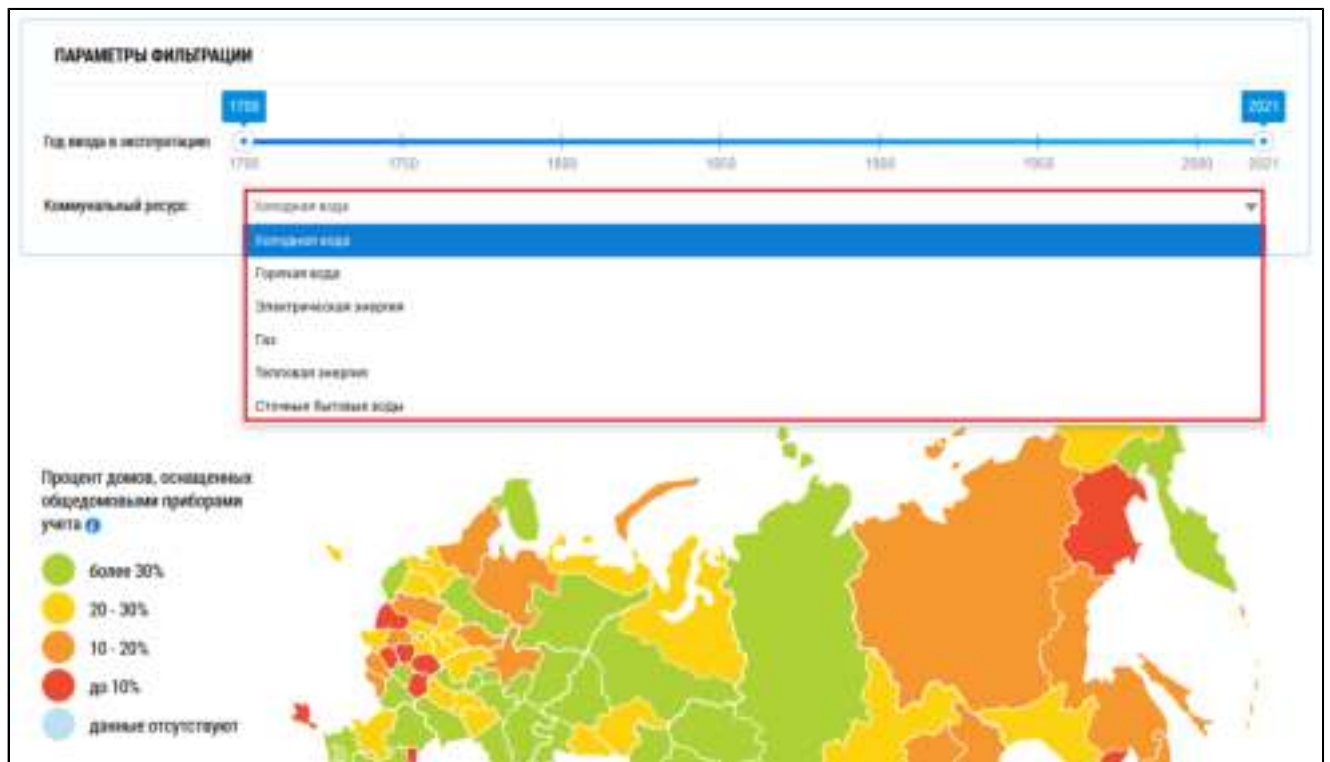 ПАРАМЕТРЫ ФИЛЬТРАЦИИ
1700 2021
Год ввода в эксплуатацию
1700 1750 1800 1850 1900 1950 2000 2021
Коммунальный ресурс
Холодная вода
Холодная вода
Горячая вода
Электрическая энергия
Газ
Тепловая энергия
Сточные бытовые воды
Процент домов, оснащенных
общедомовыми приборами
учета
более 30%
20 - 30%
10 - 20%
до 10%
данные отсутствуют